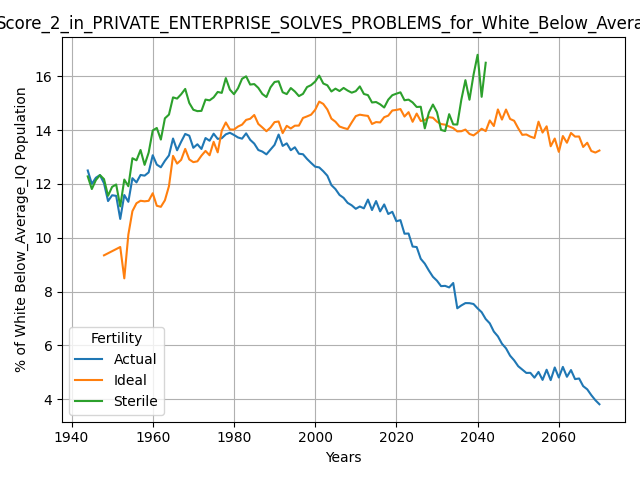 Score_2_in_PRIVATE_ENTERPRISE_SOLVES_PROBLEMS_for_White_Below_Avera
% of White Below_Average_IQ Population
16
14
12
10
8
6
4
Fertility
Actual
Ideal
Sterile
1940 1960 1980 2000 2020 2040 2060
Years